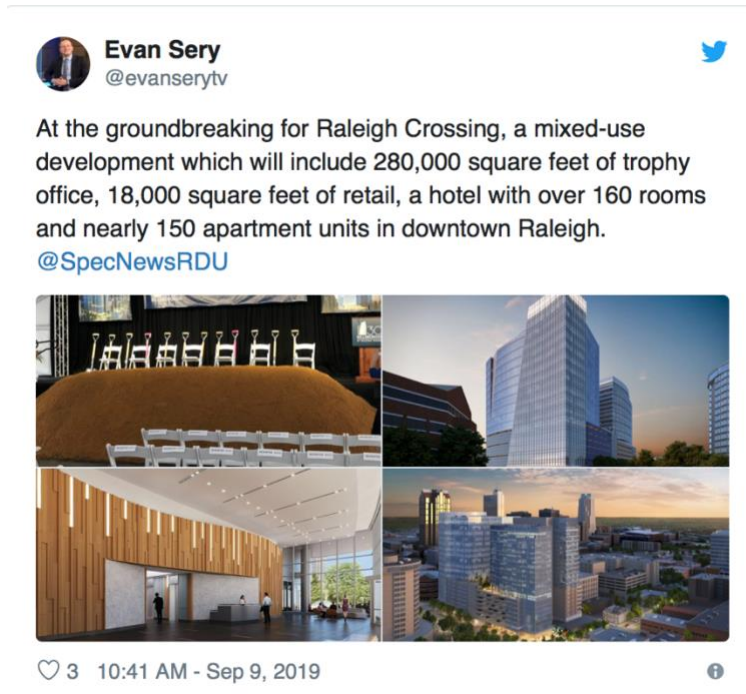 Evan Sery
@evanserytv
At the groundbreaking for Raleigh Crossing, a mixed-use
development which will include 280,000 square feet of trophy
office, 18,000 square feet of retail, a hotel with over 160 rooms
and nearly 150 apartment units in downtown Raleigh.
@SpecNewsRDU
3 10:41 AM - Sep 9, 2019